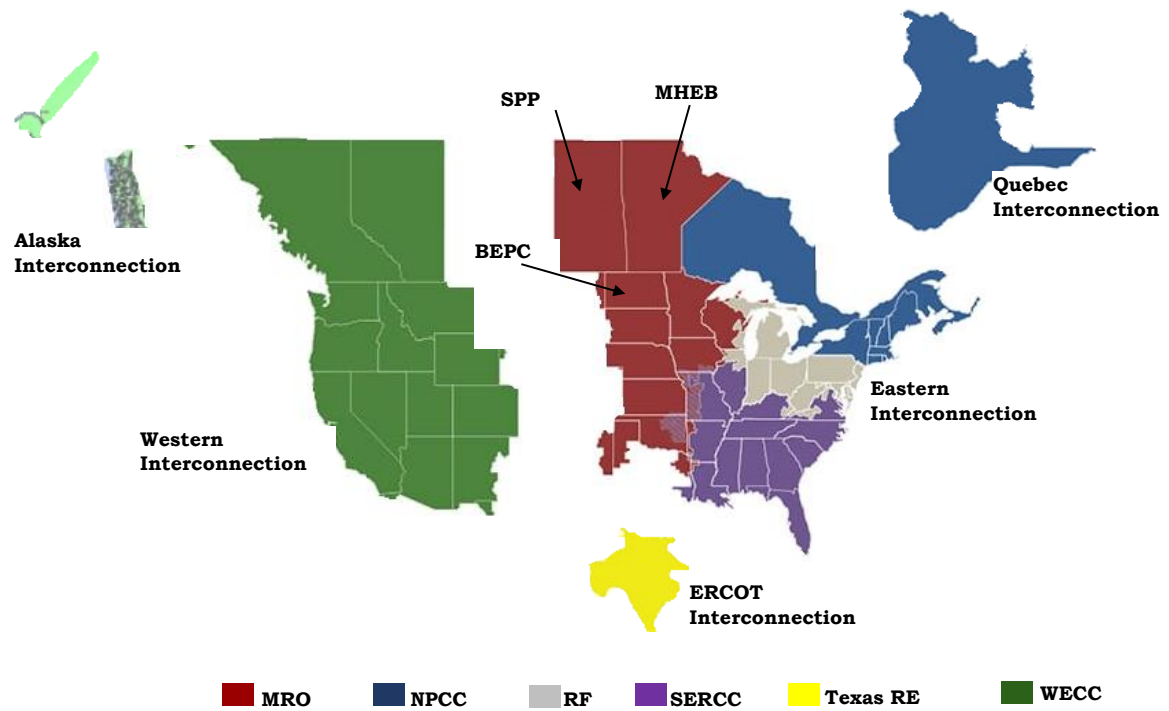 SPP
MHEB
Quebec
Interconnection
Alaska
Interconnection
BEPC
Eastern
Interconnection
Western
Interconnection
ERCOT
Interconnection
MRO
NPCC
RF
SERCC
Texas RE
WECC